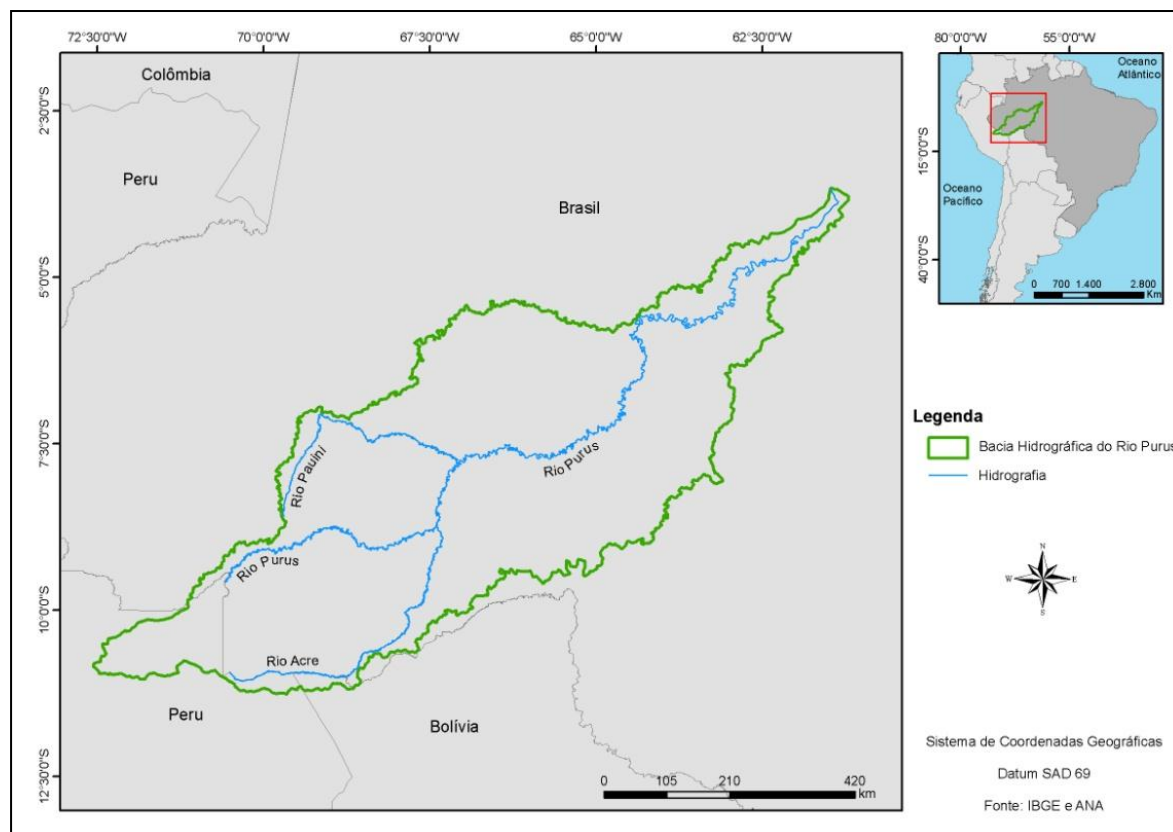 72°30'0"W
70°0'0"W
67°30'0"W
65°0'0"W
62°30'0"W
2°30'0"S
5°0'0"S
7°30'0"S
10°0'0"S
12°30'0"S
Colômbia
Peru
Brasil
Rio Pauini
Rio Purus
Rio Purus
Rio Acre
Peru
Bolívia
0 105 210 420
km
80°0'0"W
55°0'0"W
15°0'0"S
40°0'0"S
Oceano
Atlântico
Oceano
Pacífico
0 700 1.400 2.800
Km
Legenda
Bacia Hidrográfica do Rio Purus
Hidrografia
N
W E
S
Sistema de Coordenadas Geográficas
Datum SAD 69
Fonte: IBGE e ANA